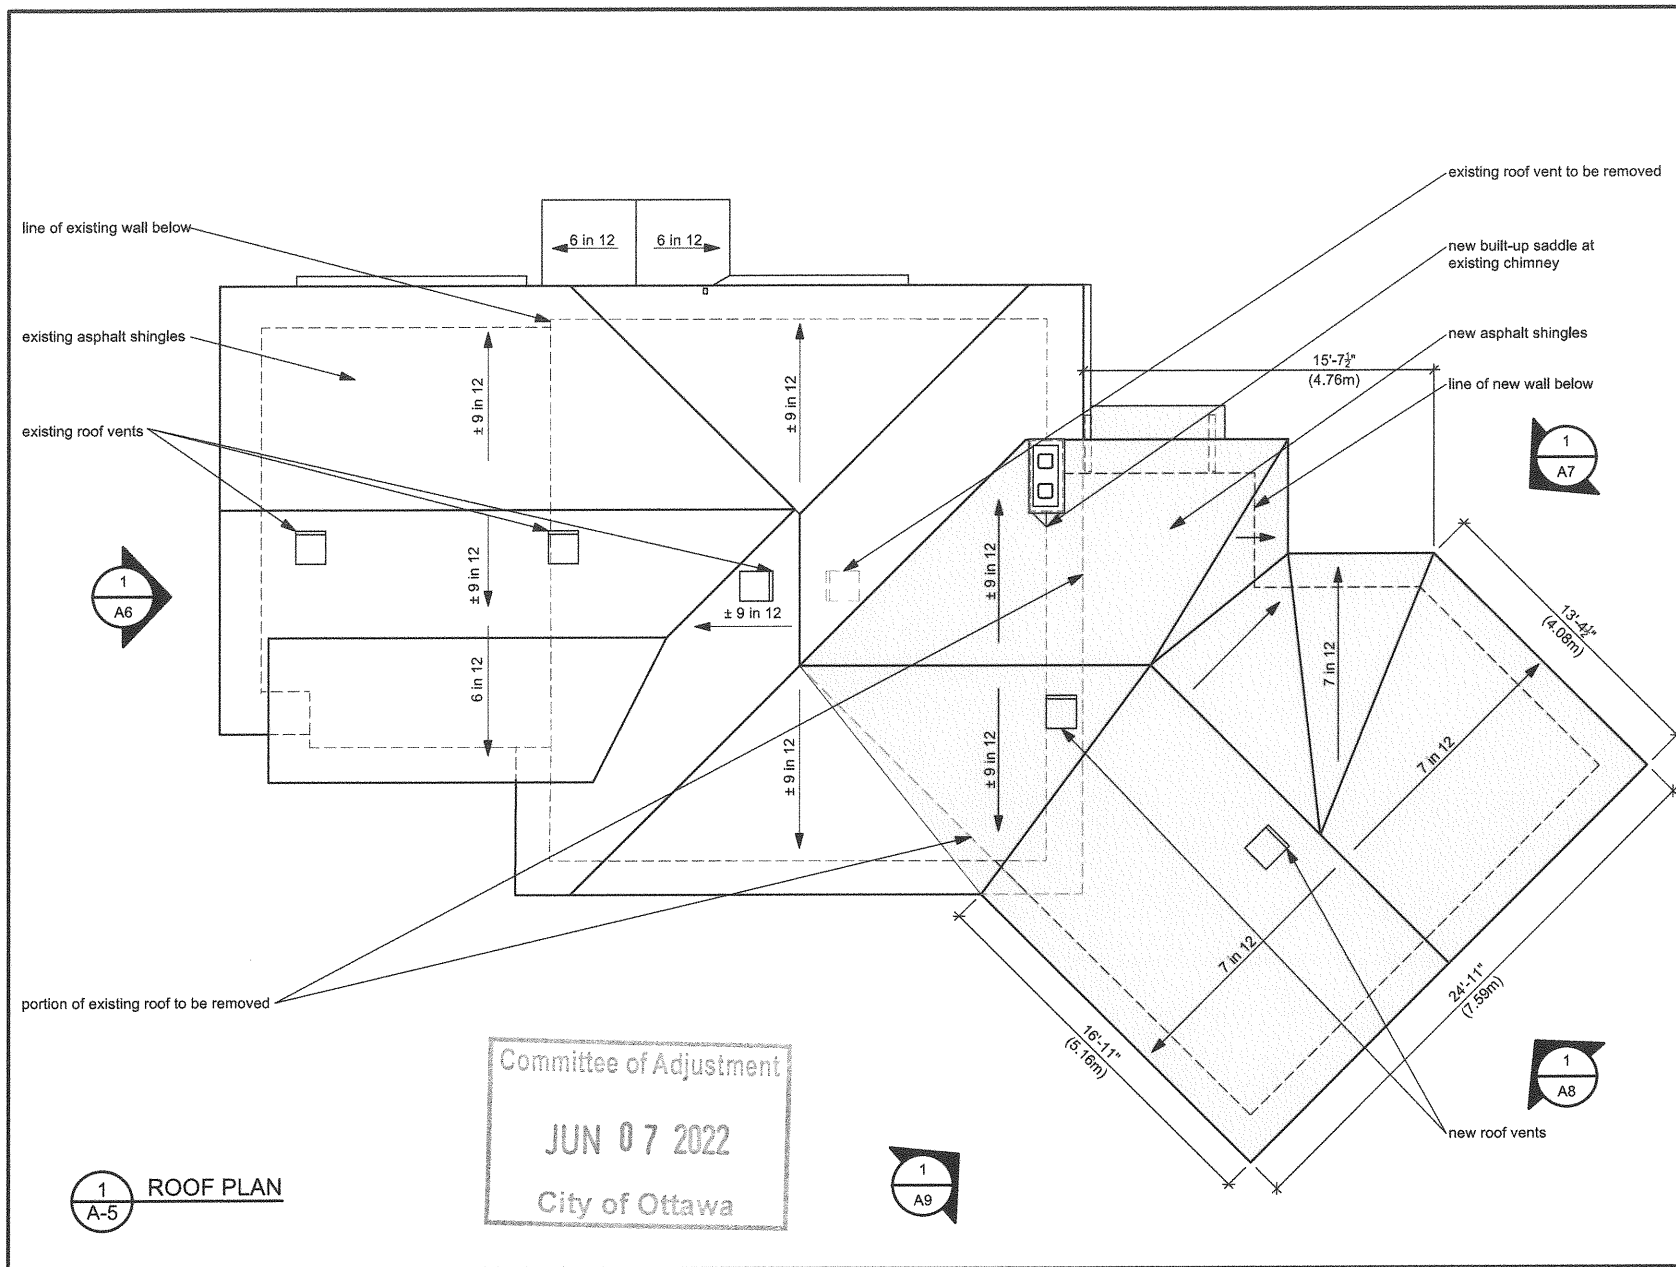 existing roof vent to be removed
line of existing wall below
6 in 12
6 in 12
new built-up saddle at
existing chimney
existing asphalt shingles
new asphalt shingles
15'-7½"
(4.76m)
line of new wall below
± 9 in 12
± 9 in 12
existing roof vents
1
A7
± 9 in 12
± 9 in 12
1
A6
± 9 in 12
13'-4½"
(4.08m)
6 in 12
7 in 12
± 9 in 12
± 9 in 12
7 in 12
7 in 12
portion of existing roof to be removed
24'-11"
(7.59m)
16'-11"
(5.16m)
Committee of Adjustment
JUN 07 2022
City of Ottawa
1
A8
new roof vents
1
A9
1
A-5
ROOF PLAN